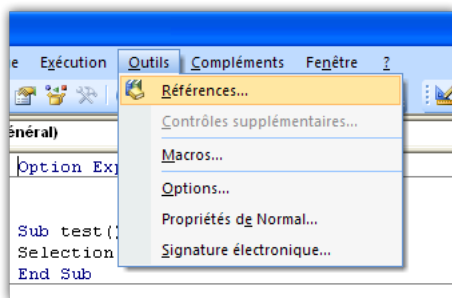 e Exécution Outils Compléments Fenêtre ?
Références...
énéral)
Contrôles supplémentaires...
Option Exp
Macros...
Options...
Sub test()
Propriétés de Normal...
Selection
Signature électronique...
End Sub